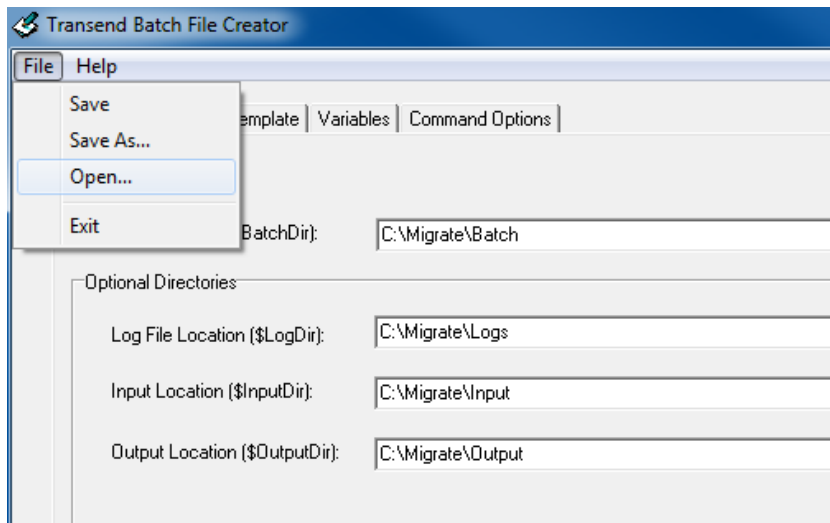 Transend Batch File Creator
File Help
Save
Save As...
Open...
Exit
emplate Variables Command Options
BatchDir): C:\Migrate\Batch
Optional Directories
Log File Location ($LogDir): C:\Migrate\Logs
Input Location ($InputDir): C:\Migrate\Input
Output Location ($OutputDir): C:\Migrate\Output